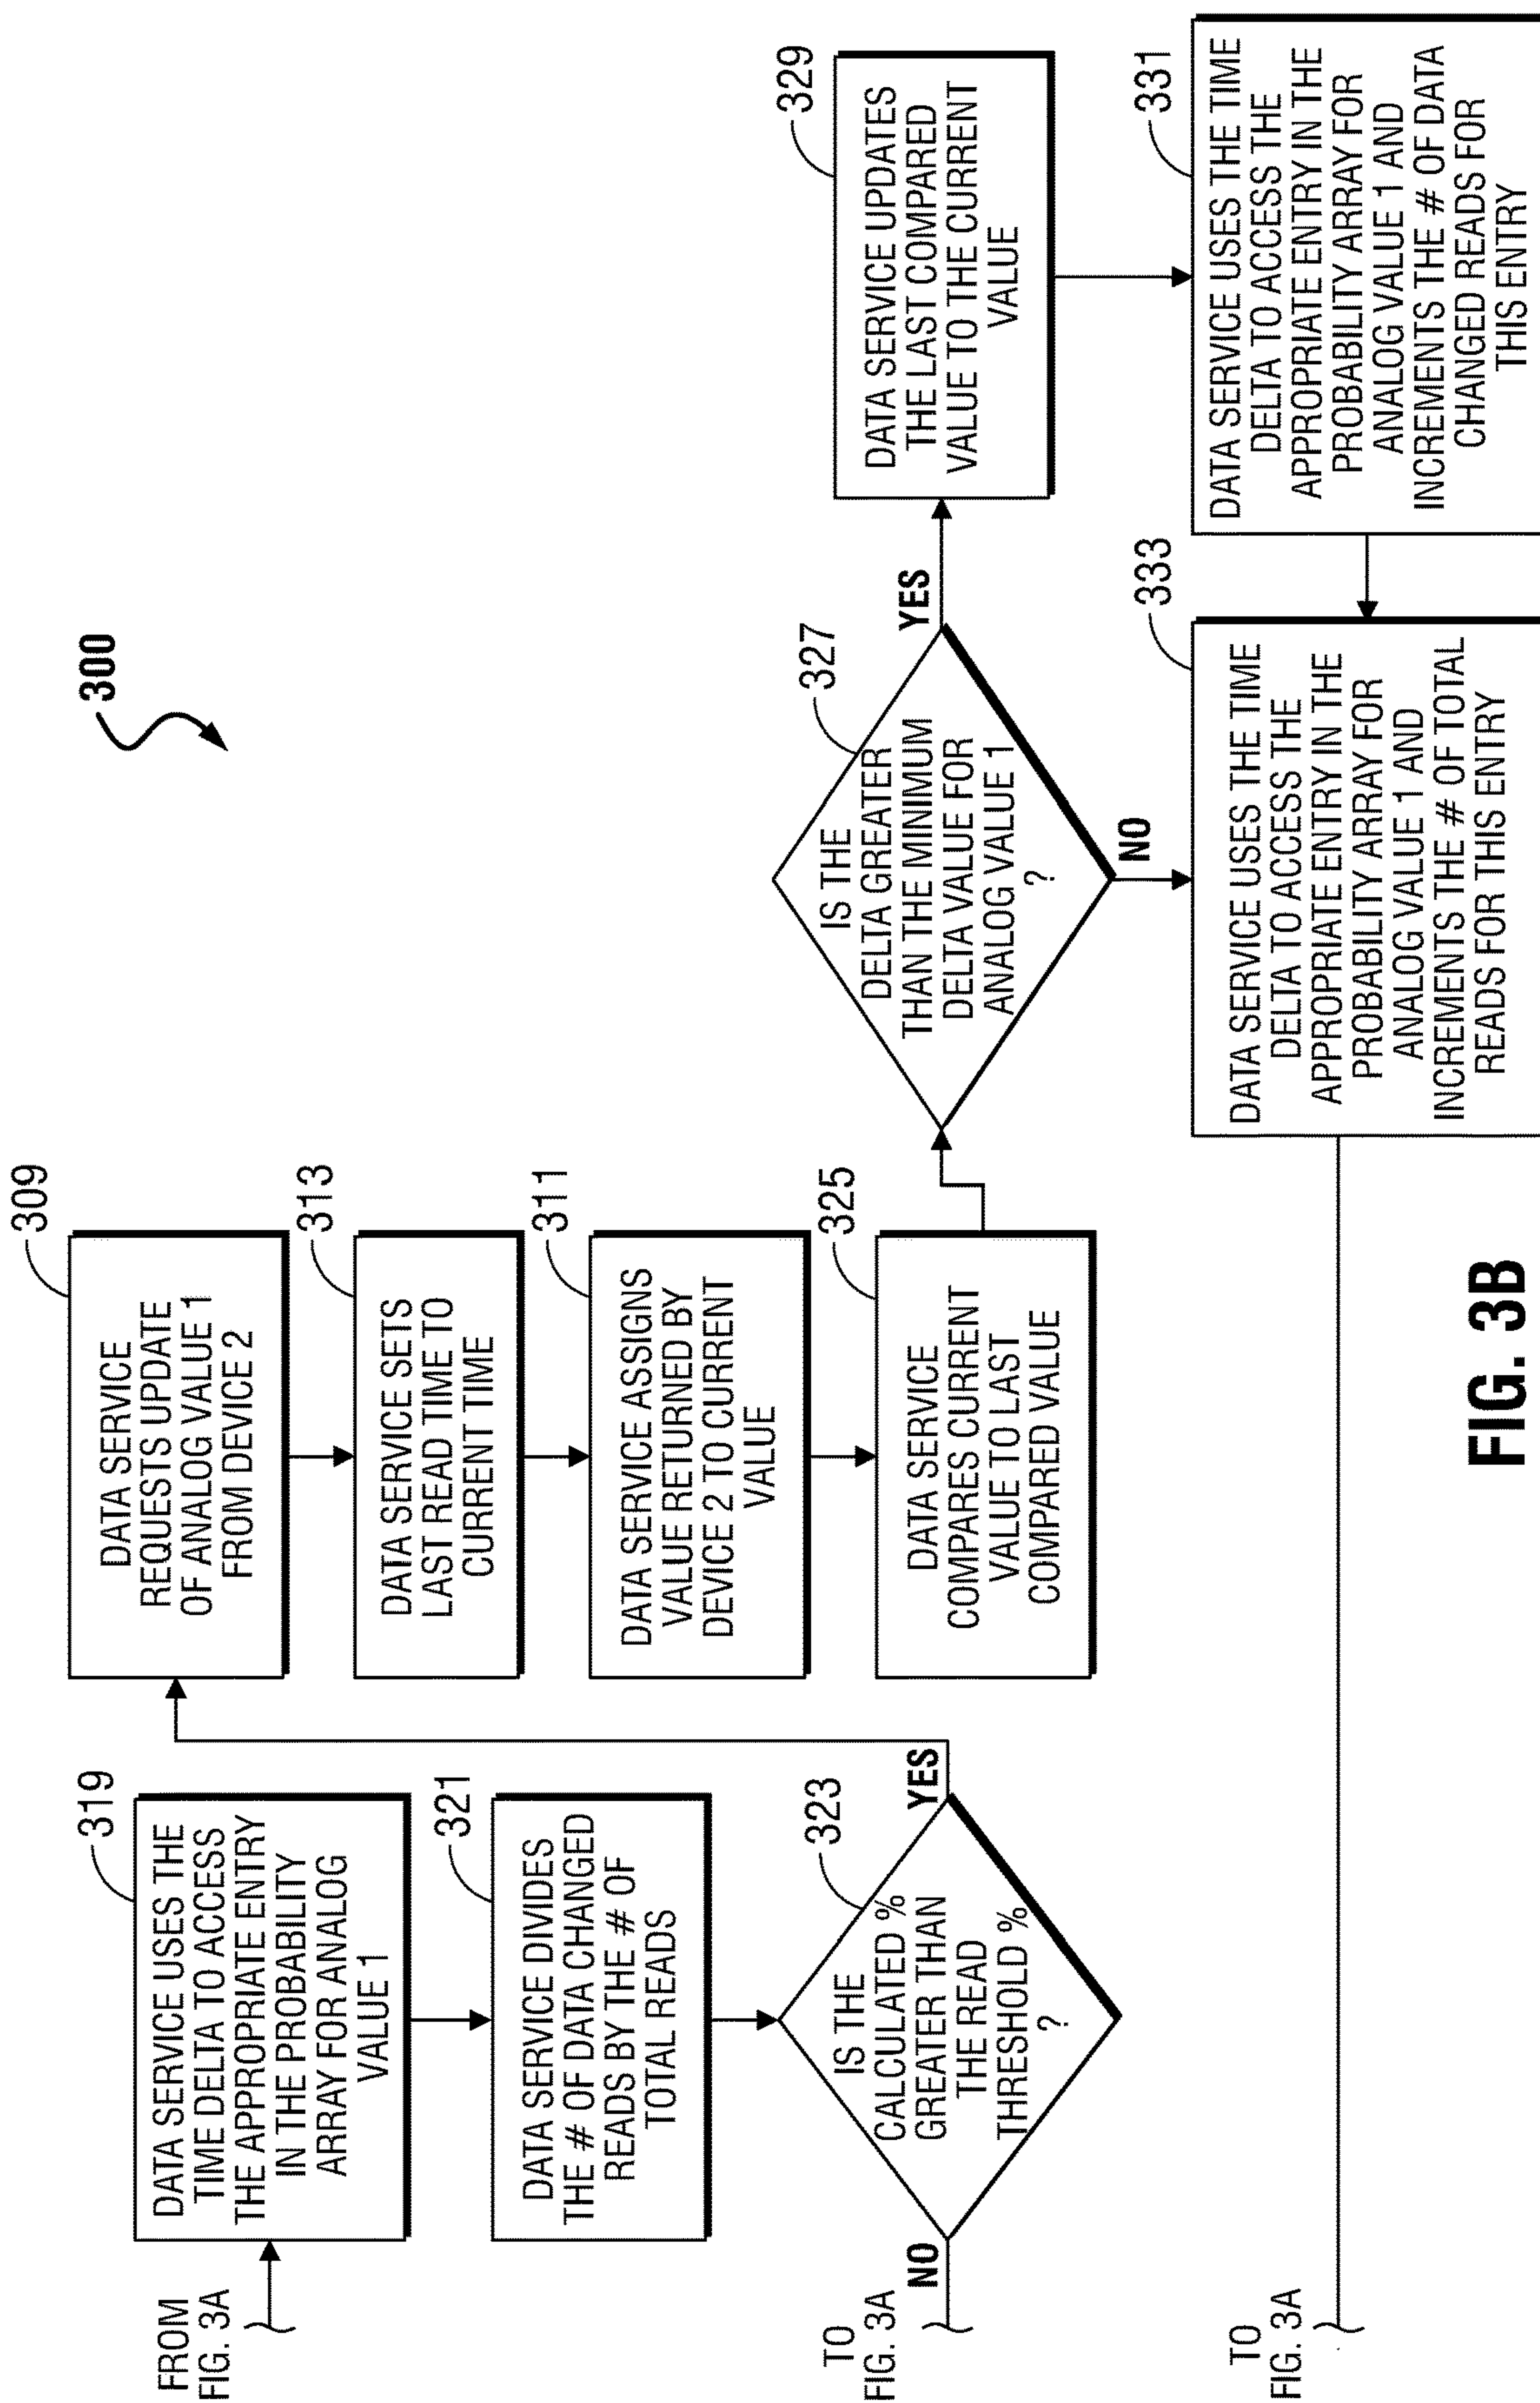 300
FROM
FIG. 3A
319
DATA SERVICE USES THE
TIME DELTA TO ACCESS
THE APPROPRIATE ENTRY
IN THE PROBABILITY
ARRAY FOR ANALOG
VALUE 1
321
DATA SERVICE DIVIDES
THE # OF DATA CHANGED
READS BY THE # OF
TOTAL READS
323
IS THE
CALCULATED %
GREATER THAN
THE READ
THRESHOLD %
?
YES
NO
TO
FIG. 3A
309
DATA SERVICE
REQUESTS UPDATE
OF ANALOG VALUE 1
FROM DEVICE 2
313
DATA SERVICE SETS
LAST READ TIME TO
CURRENT TIME
311
DATA SERVICE ASSIGNS
VALUE RETURNED BY
DEVICE 2 TO CURRENT
VALUE
325
DATA SERVICE
COMPARES CURRENT
VALUE TO LAST
COMPARED VALUE
327
IS THE
DELTA GREATER
THAN THE MINIMUM
DELTA VALUE FOR
ANALOG VALUE 1
?
YES
NO
329
DATA SERVICE UPDATES
THE LAST COMPARED
VALUE TO THE CURRENT
VALUE
331
DATA SERVICE USES THE TIME
DELTA TO ACCESS THE
APPROPRIATE ENTRY IN THE
PROBABILITY ARRAY FOR
ANALOG VALUE 1 AND
INCREMENTS THE # OF DATA
CHANGED READS FOR
THIS ENTRY
333
DATA SERVICE USES THE TIME
DELTA TO ACCESS THE
APPROPRIATE ENTRY IN THE
PROBABILITY ARRAY FOR
ANALOG VALUE 1 AND
INCREMENTS THE # OF TOTAL
READS FOR THIS ENTRY
TO
FIG. 3A
FIG. 3B